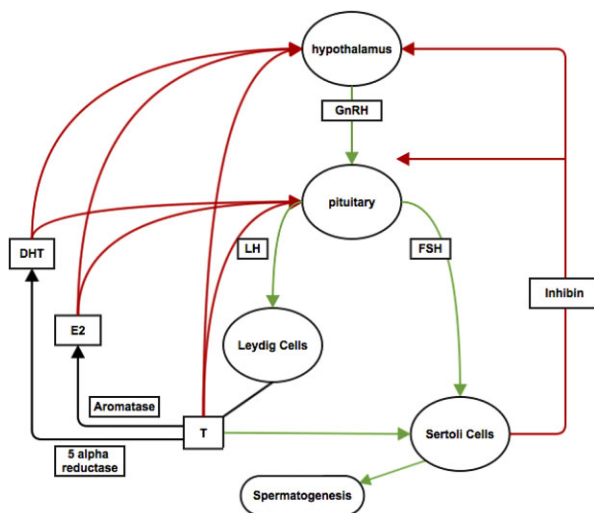 hypothalamus
GnRH
pituitary
LH
FSH
DHT
Inhibin
E2
Leydig Cells
Aromatase
T
Sertoli Cells
5 alpha
reductase
Spermatogenesis